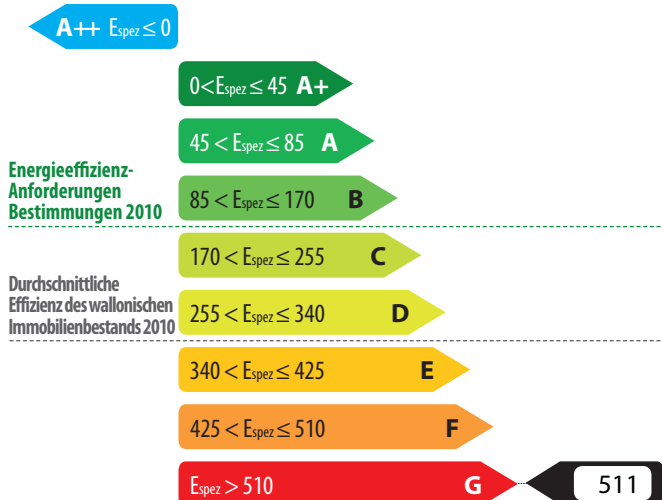 A++ Espez ≤ 0
0<Espez ≤ 45 A+
45 < Espez ≤ 85 A
Energieeffizienz-
Anforderungen
Bestimmungen 2010
85 < Espez ≤ 170 B
170 < Espez ≤ 255 C
Durchschnittliche
Effizienz des wallonischen
Immobilienbestands 2010
255 < Espez ≤ 340 D
340 < Espez ≤ 425 E
425 < Espez ≤ 510 F
Espez > 510 G
511